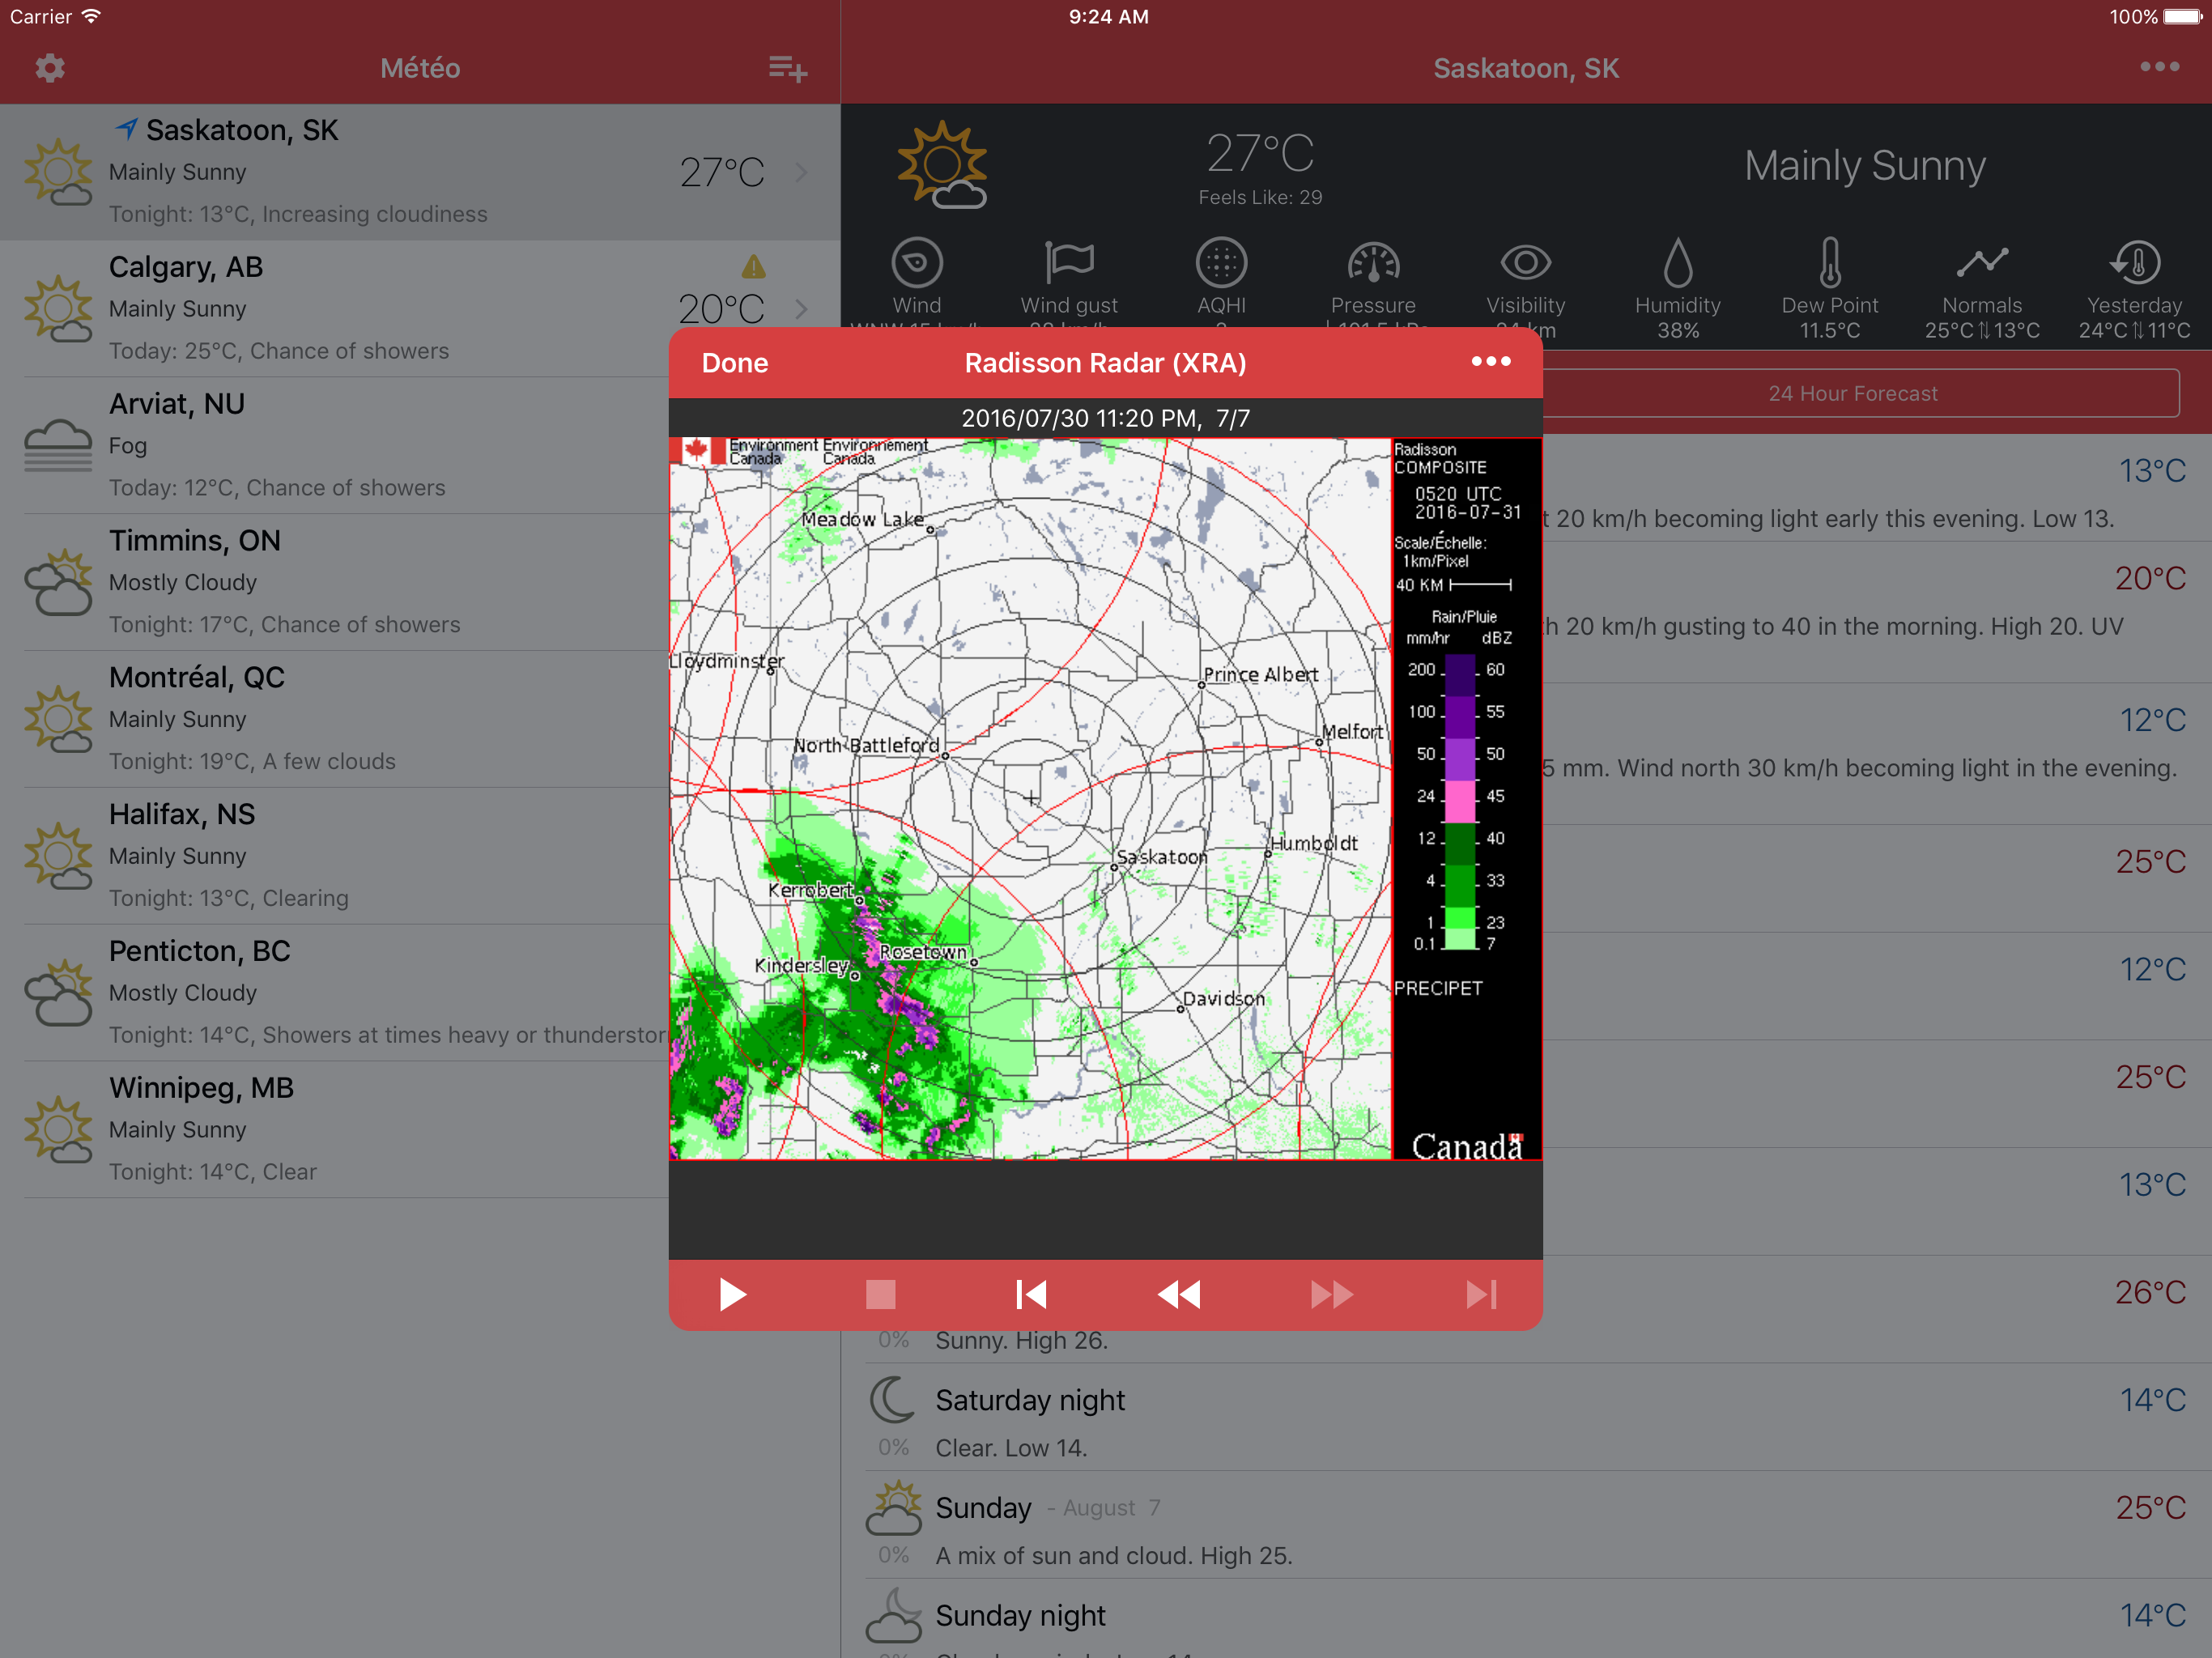 Carrier
9:24 AM
100%
Météo
Saskatoon, SK
Saskatoon, SK
Mainly Sunny
Tonight: 13°C, Increasing cloudiness
27°C
Calgary, AB
Mainly Sunny
Today: 25°C, Chance of showers
20°C
Arviat, NU
Fog
Today: 12°C, Chance of showers
Timmins, ON
Mostly Cloudy
Tonight: 17°C, Chance of showers
Montréal, QC
Mainly Sunny
Tonight: 19°C, A few clouds
Halifax, NS
Mainly Sunny
Tonight: 13°C, Clearing
Penticton, BC
Mostly Cloudy
Tonight: 14°C, Showers at times heavy or thunderstor
Winnipeg, MB
Mainly Sunny
Tonight: 14°C, Clear
27°C
Feels Like: 29
Mainly Sunny
Wind
Wind gust
AQHI
Pressure
Visibility
km
Humidity
38%
Dew Point
11.5°C
Normals
25°C⇅13°C
Yesterday
24°C⇅11°C
24 Hour Forecast
Done
Radisson Radar (XRA)
2016/07/30 11:20 PM, 7/7
Environment Environnement
Canada Canada
Meadow Lake
Lloydminster
Prince Albert
Melfort
North Battleford
Humboldt
Saskatoon
Kerrobert
Rosetown
Kindersley
Davidson
Radisson
COMPOSITE
0520 UTC
2016-07-31
Scale/Échelle:
1km/Pixel
40 KM
Rain/Pluie
mm/hr dBZ
200 60
100 55
50 50
24 45
12 40
4 33
1 23
0.1 7
PRECIPET
Canada
13°C
t 20 km/h becoming light early this evening. Low 13.
20°C
h 20 km/h gusting to 40 in the morning. High 20. UV
12°C
5 mm. Wind north 30 km/h becoming light in the evening.
25°C
12°C
25°C
13°C
26°C
0% Sunny. High 26.
Saturday night
14°C
0% Clear. Low 14.
Sunday - August 7
25°C
0% A mix of sun and cloud. High 25.
Sunday night
14°C